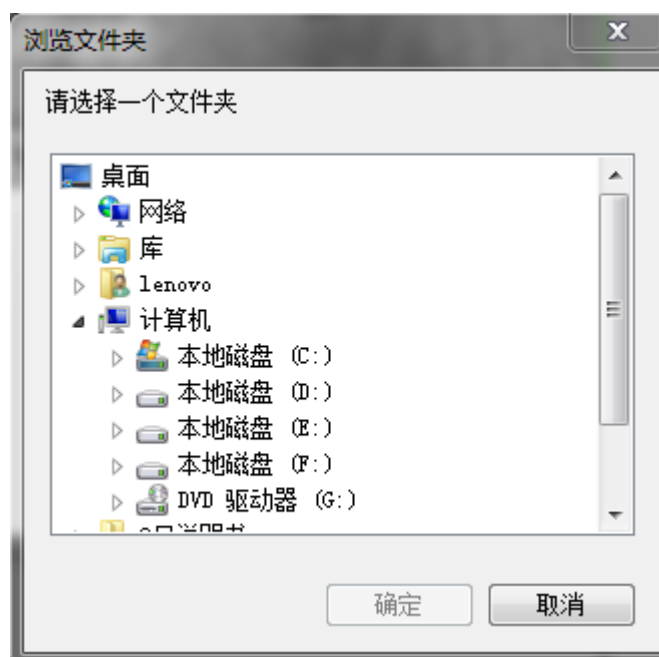 浏览文件夹
请选择一个文件夹
桌面
网络
库
lenovo
计算机
本地磁盘 (C:)
本地磁盘 (D:)
本地磁盘 (E:)
本地磁盘 (F:)
DVD 驱动器 (G:)
确定
取消